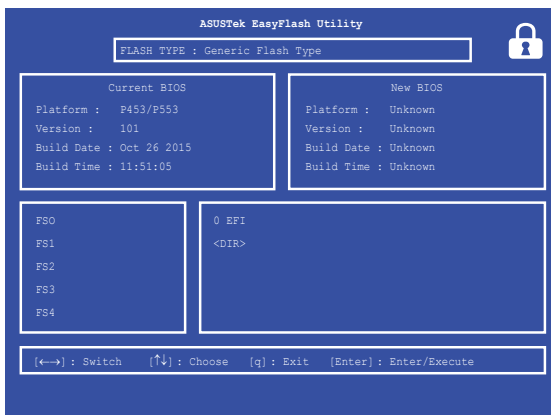 ASUSTek EasyFlash Utility
FLASH TYPE : Generic Flash Type
Current BIOS
Platform : P453/P553
Version : 101
Build Date : Oct 26 2015
Build Time : 11:51:05
New BIOS
Platform : Unknown
Version : Unknown
Build Date : Unknown
Build Time : Unknown
FS0
FS1
FS2
FS3
FS4
0 EFI
<DIR>
[←→] : Switch [↑↓] : Choose [q] : Exit [Enter] : Enter/Execute